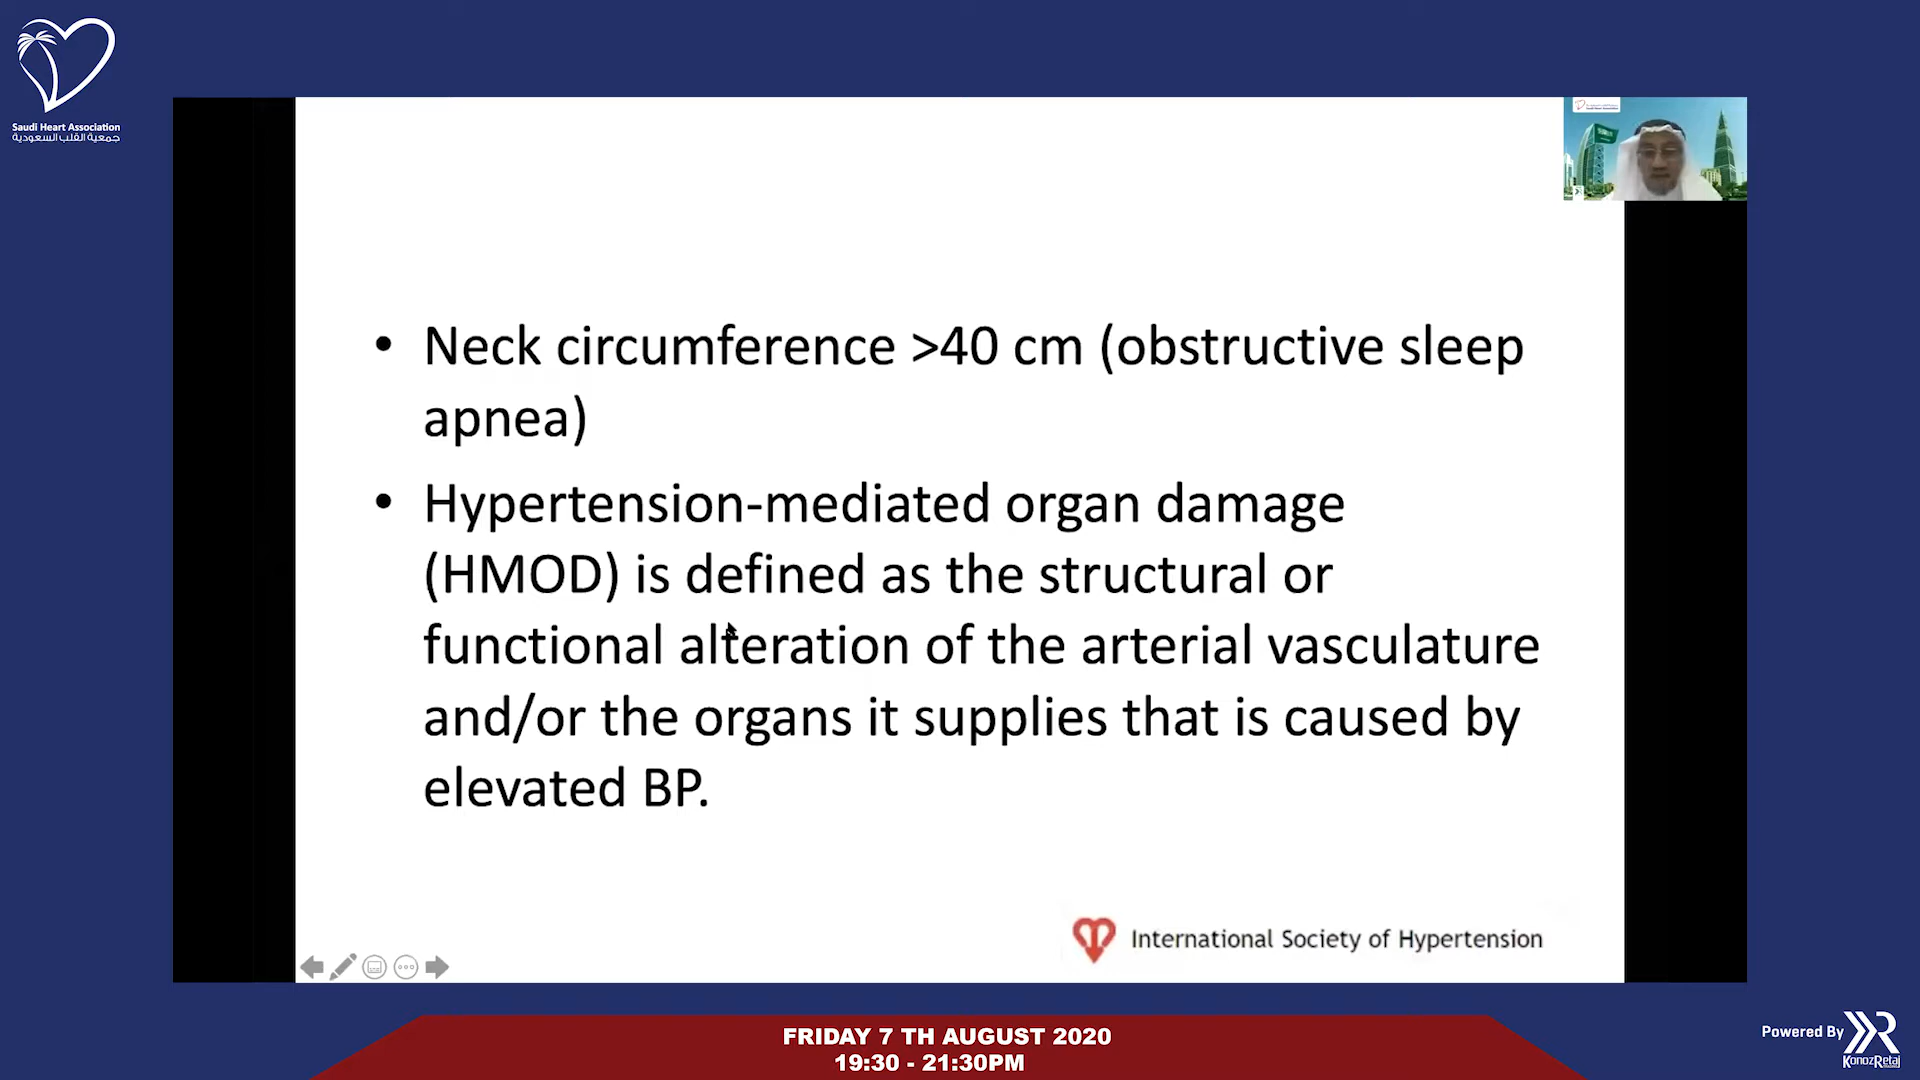 Saudi Heart Association
جمعية القلب السعودية
• Neck circumference >40 cm (obstructive sleep
apnea)
• Hypertension-mediated organ damage
(HMOD) is defined as the structural or
functional alteration of the arterial vasculature
and/or the organs it supplies that is caused by
elevated BP.
International Society of Hypertension
FRIDAY 7 TH AUGUST 2020
19:30 - 21:30PM
Powered By
KonozRetaj